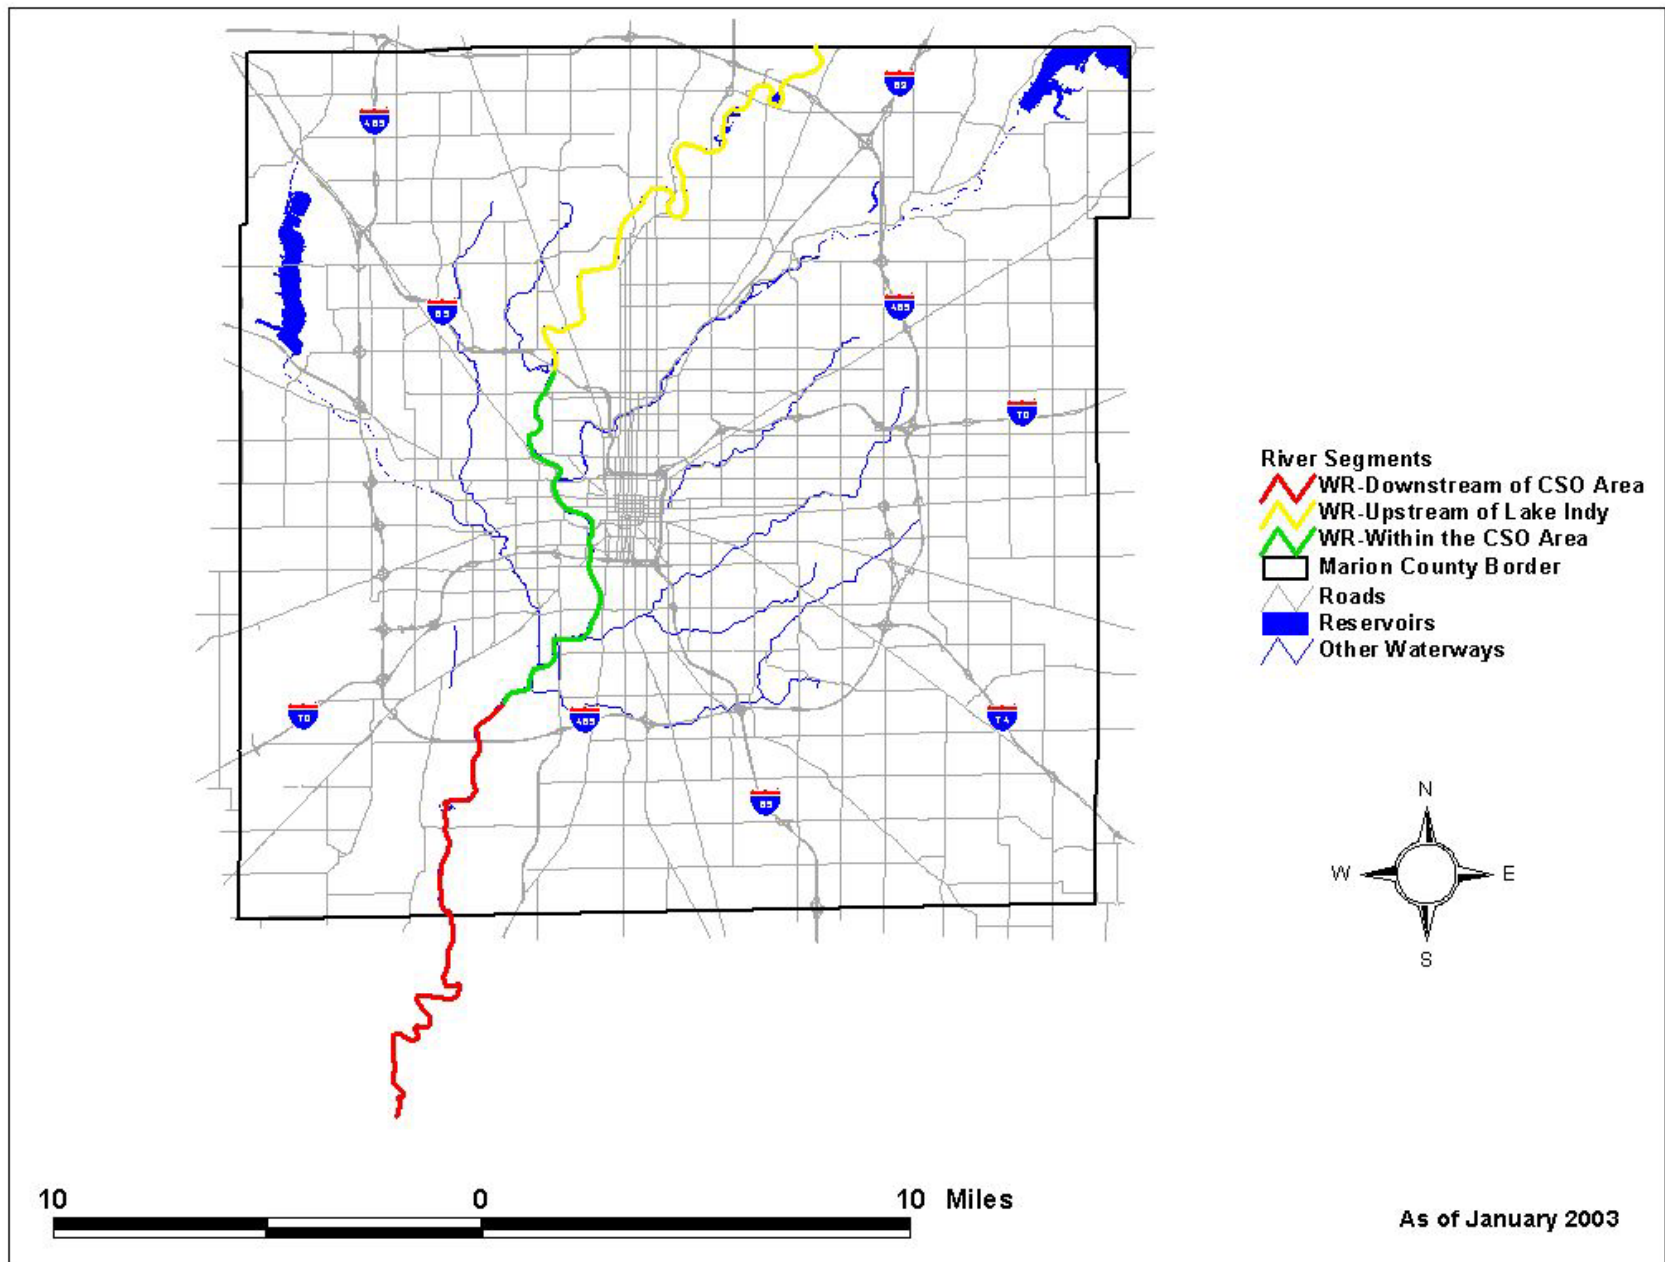 465
69
65
465
70
River Segments
WR-Downstream of CSO Area
WR-Upstream of Lake Indy
WR-Within the CSO Area
Marion County Border
Roads
Reservoirs
Other Waterways
70
465
74
65
N
W E
S
10 0 10 Miles
As of January 2003